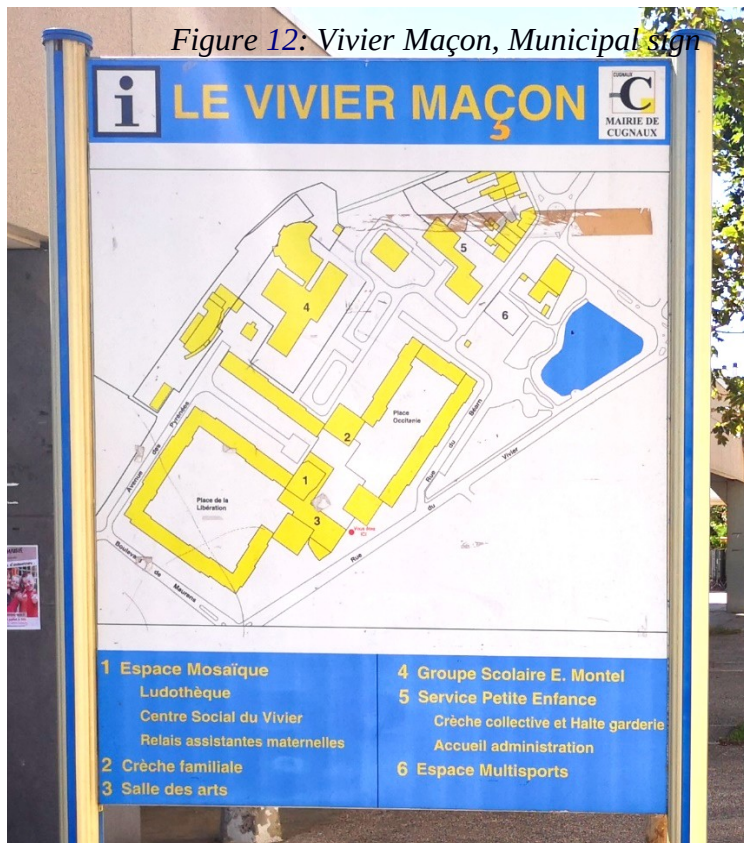 Figure 12: Vivier Maçon, Municipal sign
i
LE VIVIER MAÇON
CUGNAUX
C
MAIRIE DE
CUGNAUX
5
4
6
Place
Occitanie
2
Avenue des Pyrénées
Rue du Béarn
1
Place de la
Libération
3
Vous êtes
ICI
Rue du Vivier
Boulevard de Maurens
1 Espace Mosaïque
Ludothèque
Centre Social du Vivier
Relais assistantes maternelles
2 Crèche familiale
3 Salle des arts
4 Groupe Scolaire E. Montel
5 Service Petite Enfance
Crèche collective et Halte garderie
Accueil administration
6 Espace Multisports